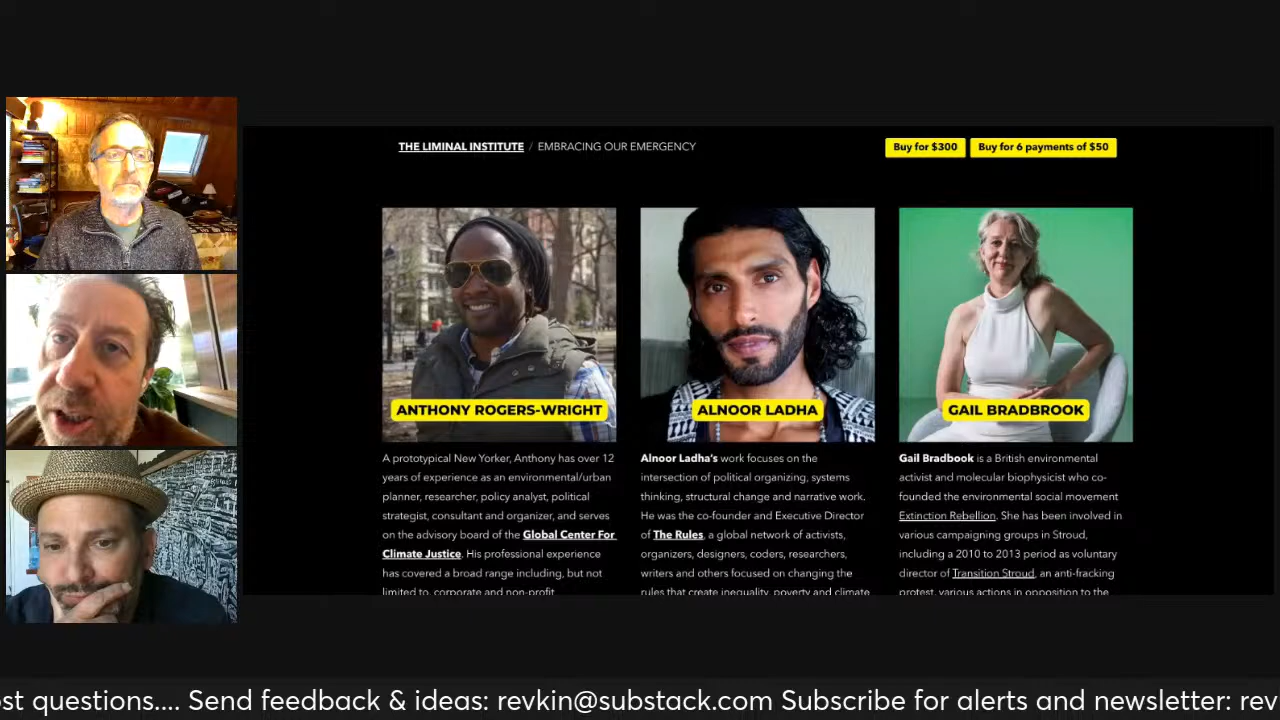 THE LIMINAL INSTITUTE / EMBRACING OUR EMERGENCY
Buy for $300
Buy for 6 payments of $50
ANTHONY ROGERS-WRIGHT
A prototypical New Yorker, Anthony has over 12
years of experience as an environmental/urban
planner, researcher, policy analyst, political
strategist, consultant and organizer, and serves
on the advisory board of the Global Center For
Climate Justice. His professional experience
has covered a broad range including, but not
limited to, corporate and non-profit
ALNOOR LADHA
Alnoor Ladha's work focuses on the
intersection of political organizing, systems
thinking, structural change and narrative work.
He was the co-founder and Executive Director
of The Rules, a global network of activists,
organizers, designers, coders, researchers,
writers and others focused on changing the
rules that create inequality, poverty and climate
GAIL BRADBROOK
Gail Bradbook is a British environmental
activist and molecular biophysicist who co-
founded the environmental social movement
Extinction Rebellion. She has been involved in
various campaigning groups in Stroud,
including a 2010 to 2013 period as voluntary
director of Transition Stroud, an anti-fracking
protest, various actions in opposition to the
ost questions.... Send feedback & ideas: revkin@substack.com Subscribe for alerts and newsletter: rev